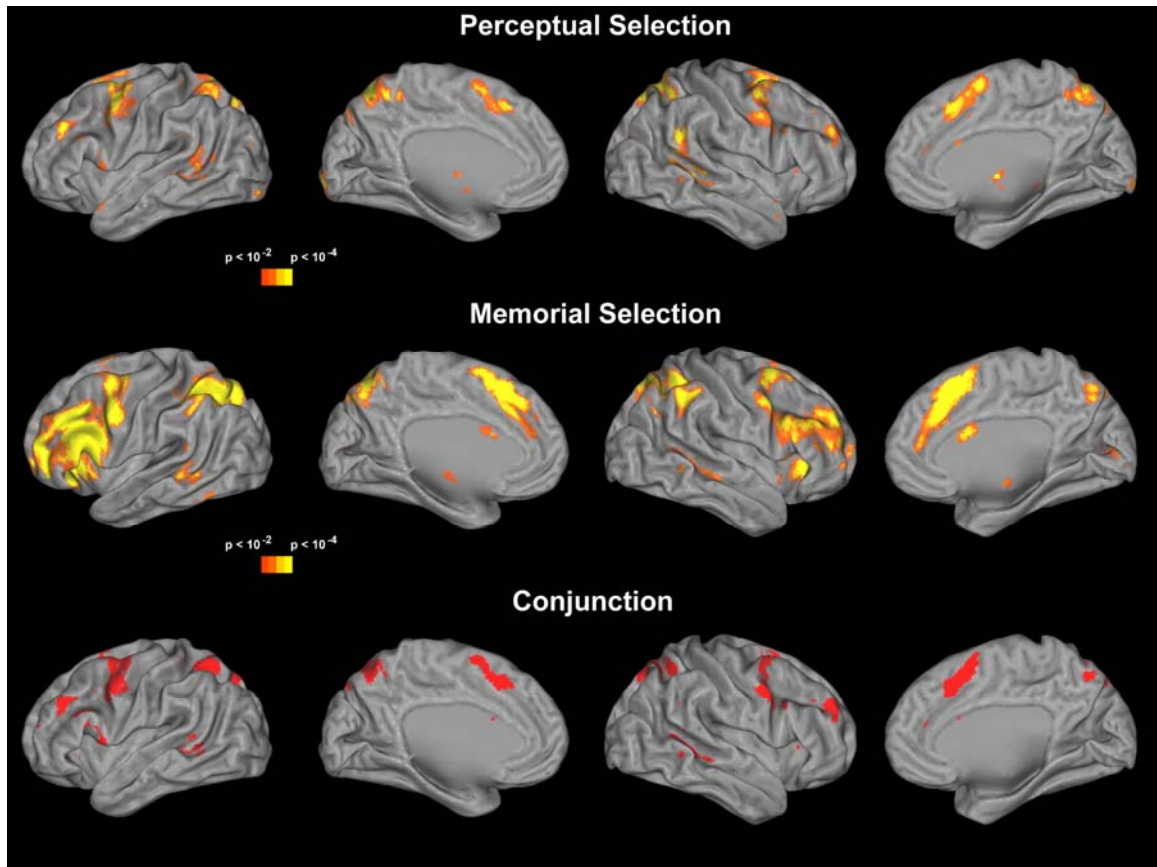 Perceptual Selection
p < 10⁻² p < 10⁻⁴
Memorial Selection
p < 10⁻² p < 10⁻⁴
Conjunction